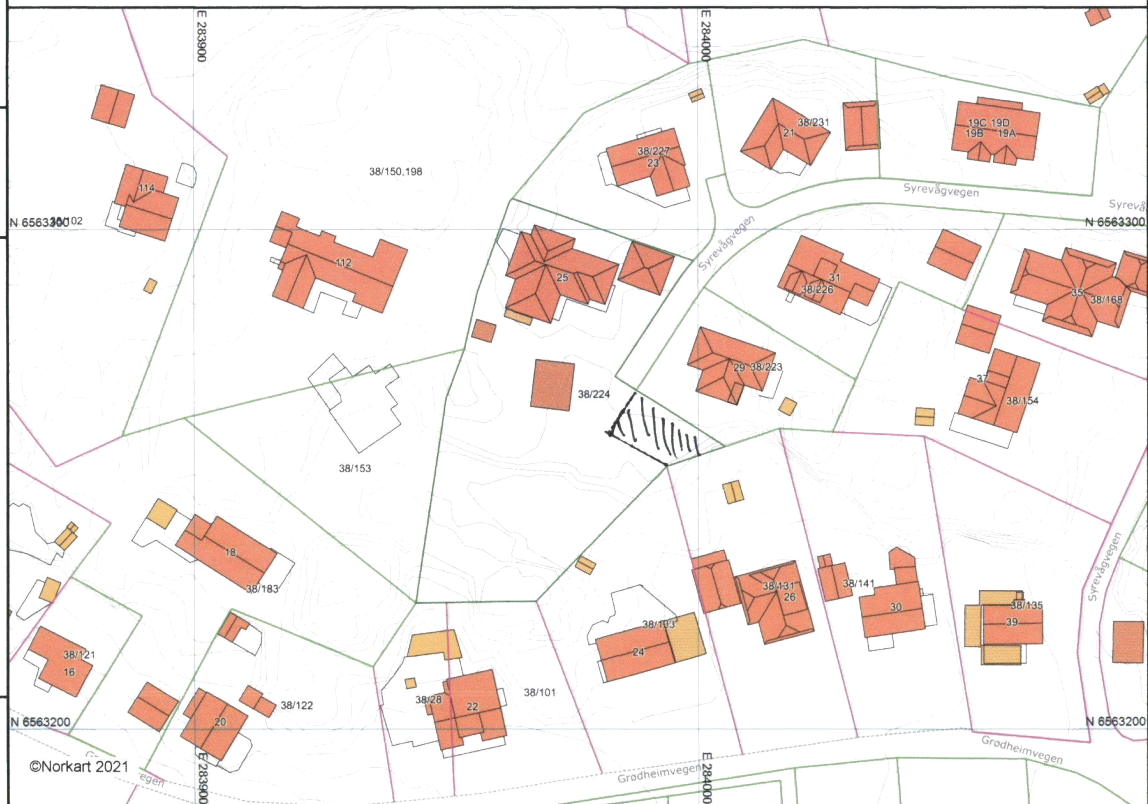 E 283900
E 284000
38/231
21
19C 19D
19B 19A
38/227
23
38/150,198
114
Syrevågvegen
Syrevå
N 6563300
/102
N 6563300
Syrevågvegen
112
25
31
38/226
35
38/168
29 38/223
37
38/154
38/224
38/153
18
38/183
Syrevågvegen
38/131
26
38/141
30
38/135
39
38/121
16
24
38/101
38/28
22
38/122
20
N 6563200
N 6563200
©Norkart 2021
egen
E 283900
Grødheimvegen
E 284000
Grødheimvegen